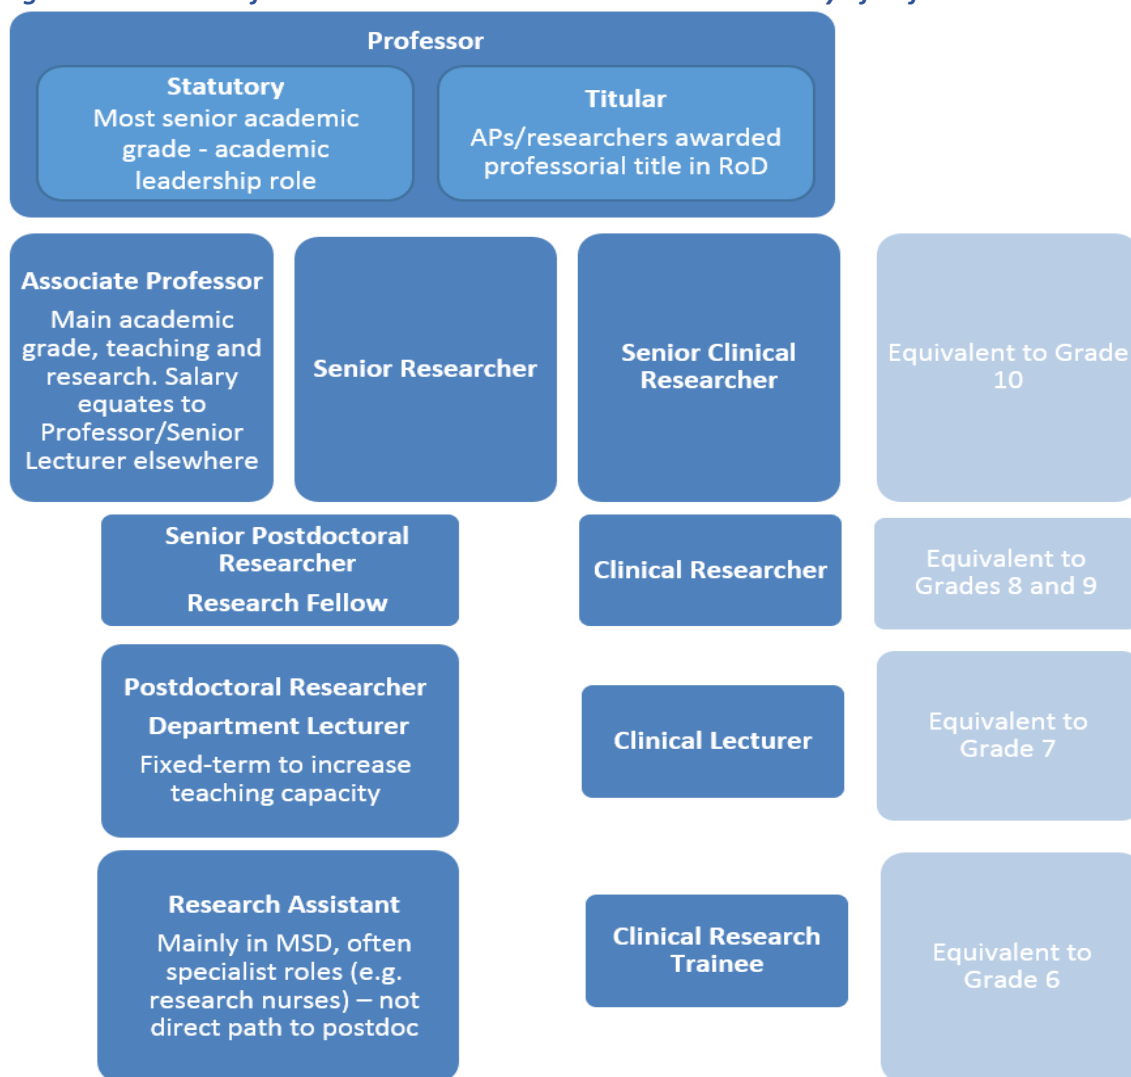 Professor
Statutory
Most senior academic
grade - academic
leadership role
Titular
APs/researchers awarded
professorial title in RoD
Associate Professor
Main academic
grade, teaching and
research. Salary
equates to
Professor/Senior
Lecturer elsewhere
Senior Researcher
Senior Clinical
Researcher
Equivalent to Grade
10
Senior Postdoctoral
Researcher
Research Fellow
Clinical Researcher
Equivalent to
Grades 8 and 9
Postdoctoral Researcher
Department Lecturer
Fixed-term to increase
teaching capacity
Clinical Lecturer
Equivalent to
Grade 7
Research Assistant
Mainly in MSD, often
specialist roles (e.g.
research nurses) – not
direct path to postdoc
Clinical Research
Trainee
Equivalent to
Grade 6